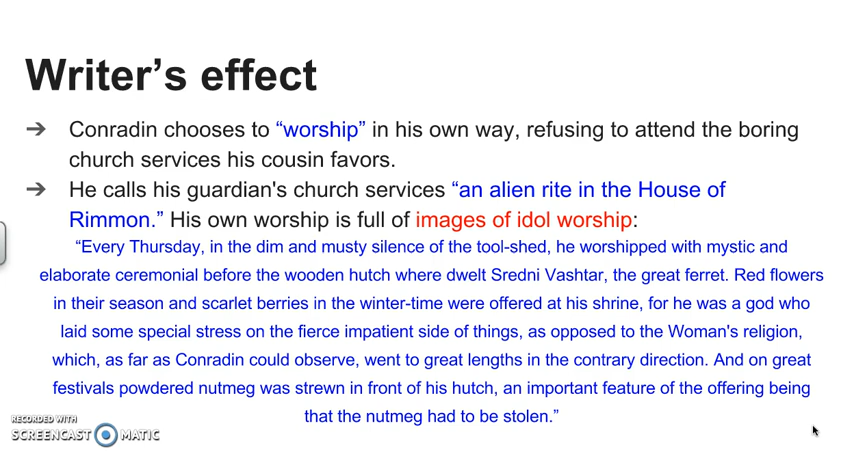 Writer's effect
➔ Conradin chooses to “worship” in his own way, refusing to attend the boring
church services his cousin favors.
➔ He calls his guardian's church services “an alien rite in the House of
Rimmon.” His own worship is full of images of idol worship:
“Every Thursday, in the dim and musty silence of the tool-shed, he worshipped with mystic and
elaborate ceremonial before the wooden hutch where dwelt Sredni Vashtar, the great ferret. Red flowers
in their season and scarlet berries in the winter-time were offered at his shrine, for he was a god who
laid some special stress on the fierce impatient side of things, as opposed to the Woman's religion,
which, as far as Conradin could observe, went to great lengths in the contrary direction. And on great
festivals powdered nutmeg was strewn in front of his hutch, an important feature of the offering being
that the nutmeg had to be stolen.”
RECORDED WITH
SCREENCAST MATIC